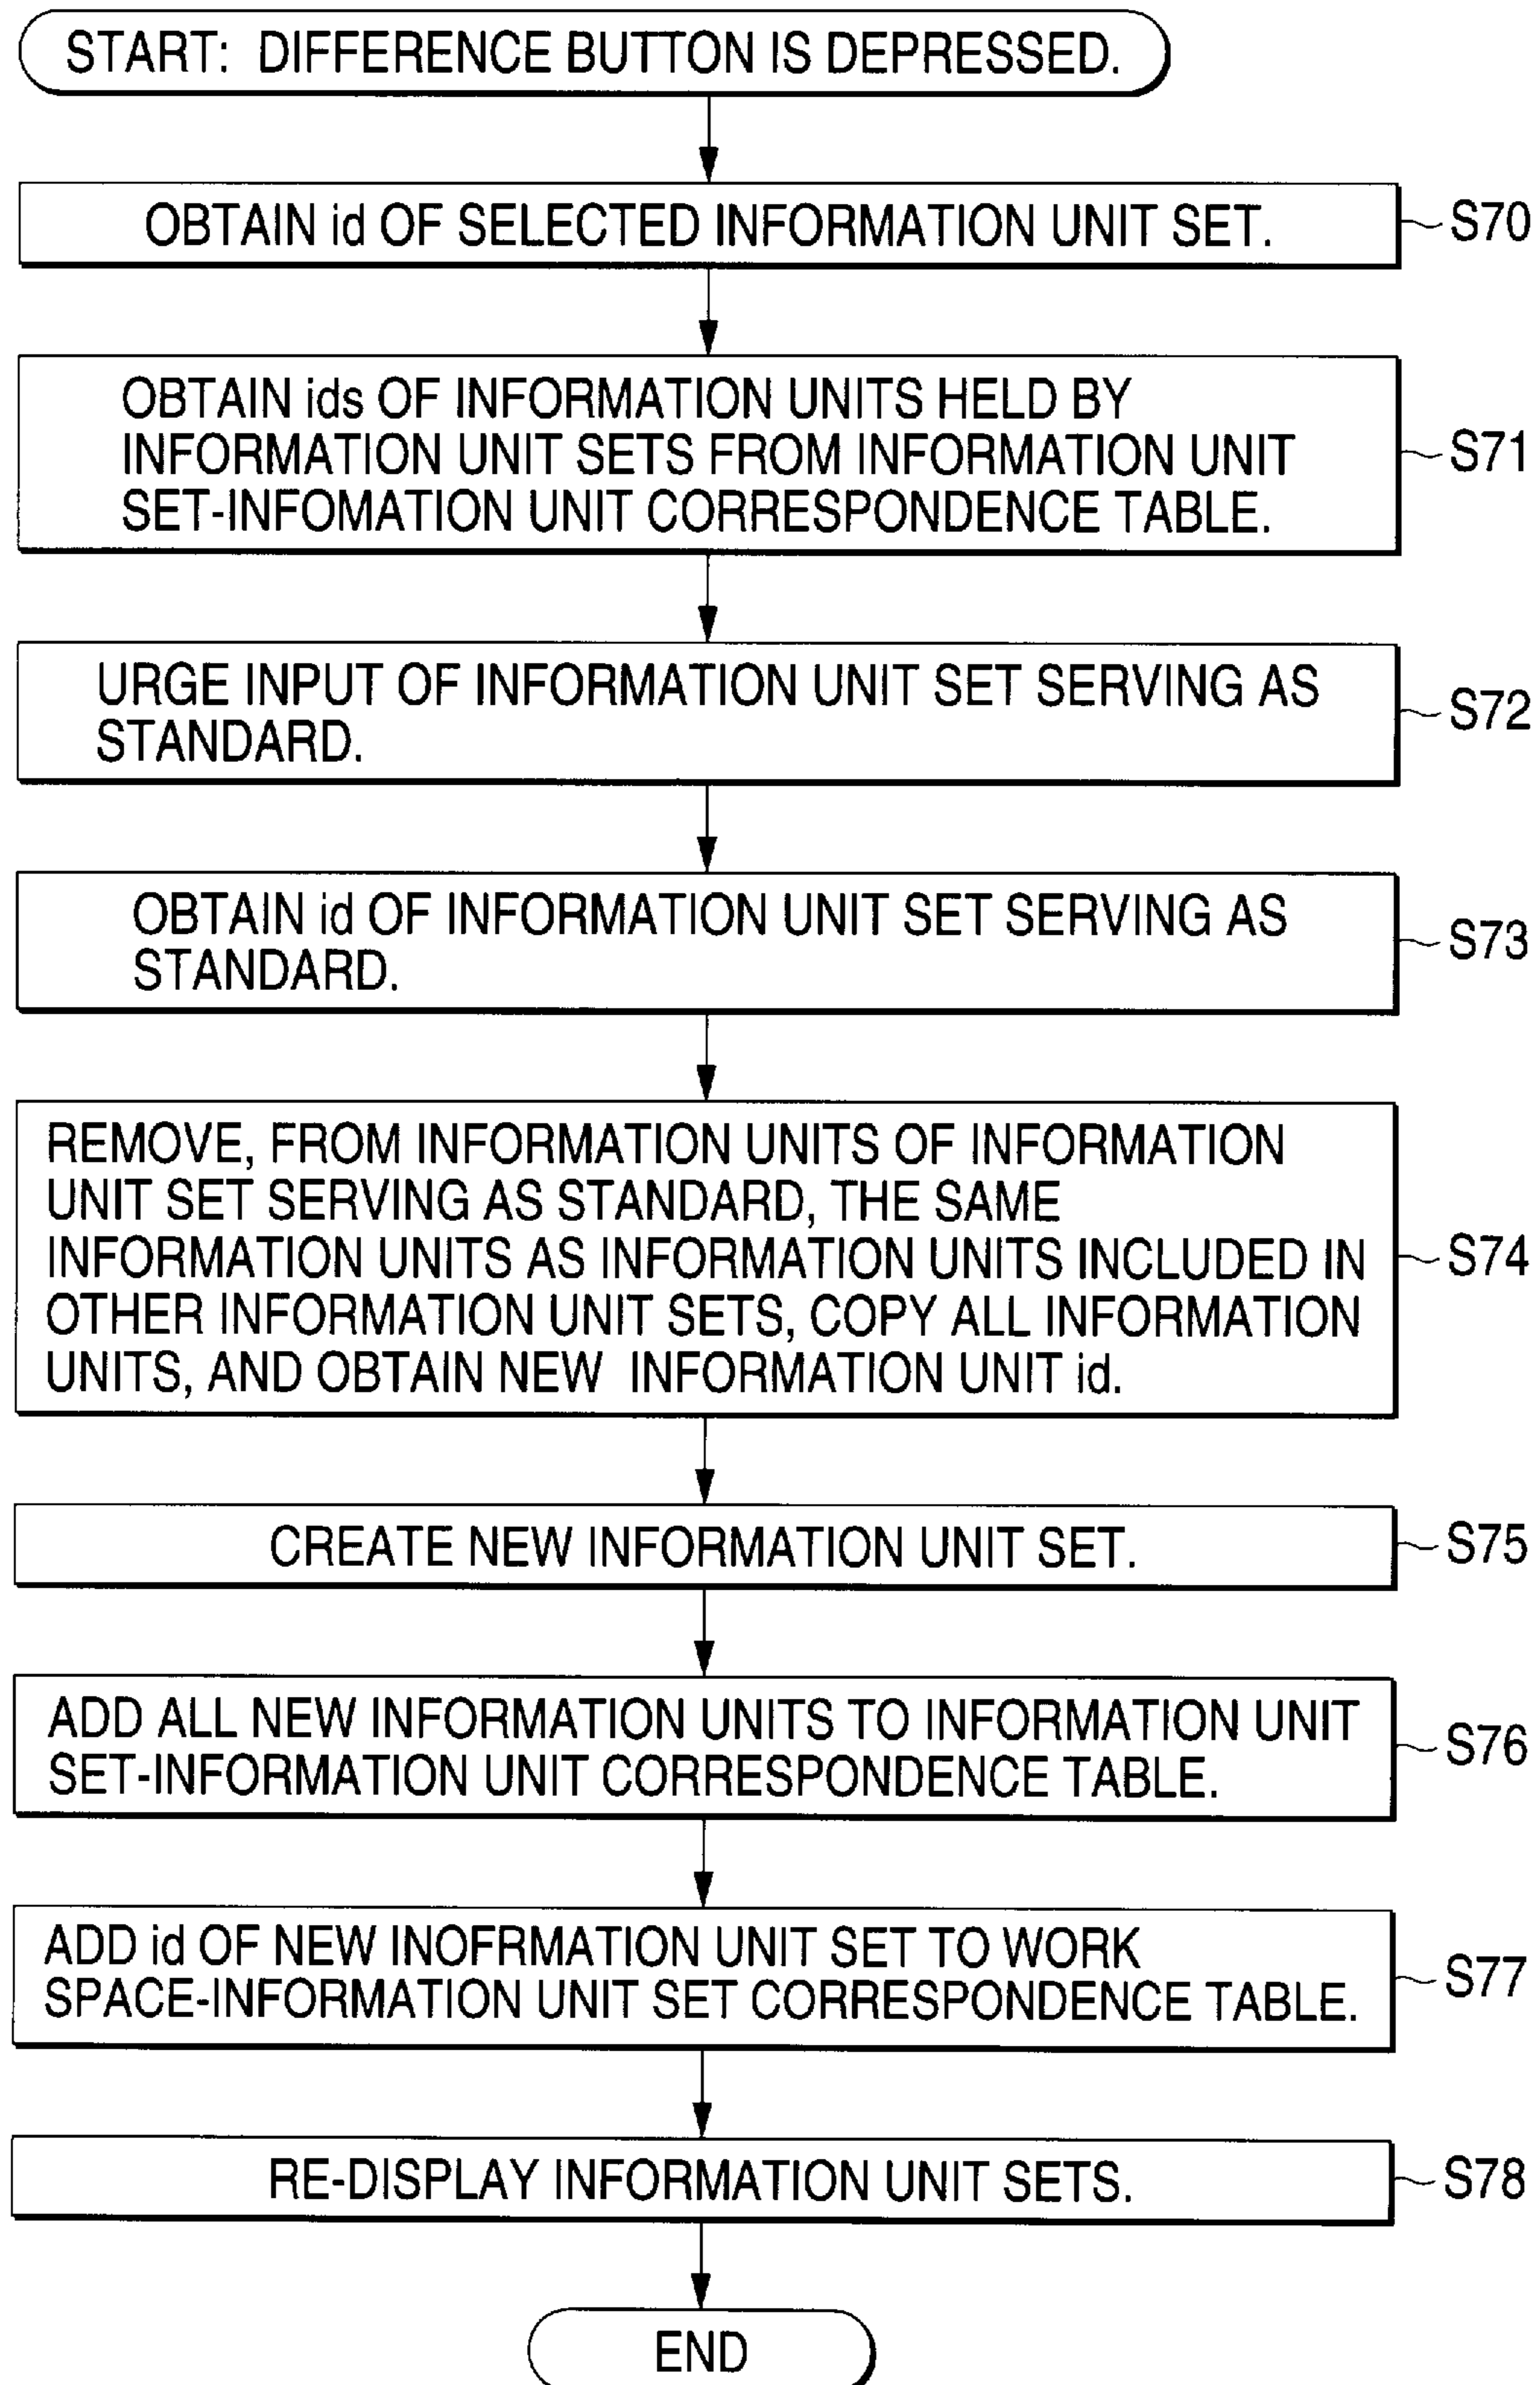 START: DIFFERENCE BUTTON IS DEPRESSED.
OBTAIN id OF SELECTED INFORMATION UNIT SET.
S70
OBTAIN ids OF INFORMATION UNITS HELD BY
INFORMATION UNIT SETS FROM INFORMATION UNIT
SET-INFOMATION UNIT CORRESPONDENCE TABLE.
S71
URGE INPUT OF INFORMATION UNIT SET SERVING AS
STANDARD.
S72
OBTAIN id OF INFORMATION UNIT SET SERVING AS
STANDARD.
S73
REMOVE, FROM INFORMATION UNITS OF INFORMATION
UNIT SET SERVING AS STANDARD, THE SAME
INFORMATION UNITS AS INFORMATION UNITS INCLUDED IN
OTHER INFORMATION UNIT SETS, COPY ALL INFORMATION
UNITS, AND OBTAIN NEW INFORMATION UNIT id.
S74
CREATE NEW INFORMATION UNIT SET.
S75
ADD ALL NEW INFORMATION UNITS TO INFORMATION UNIT
SET-INFORMATION UNIT CORRESPONDENCE TABLE.
S76
ADD id OF NEW INOFRMATION UNIT SET TO WORK
SPACE-INFORMATION UNIT SET CORRESPONDENCE TABLE.
S77
RE-DISPLAY INFORMATION UNIT SETS.
S78
END